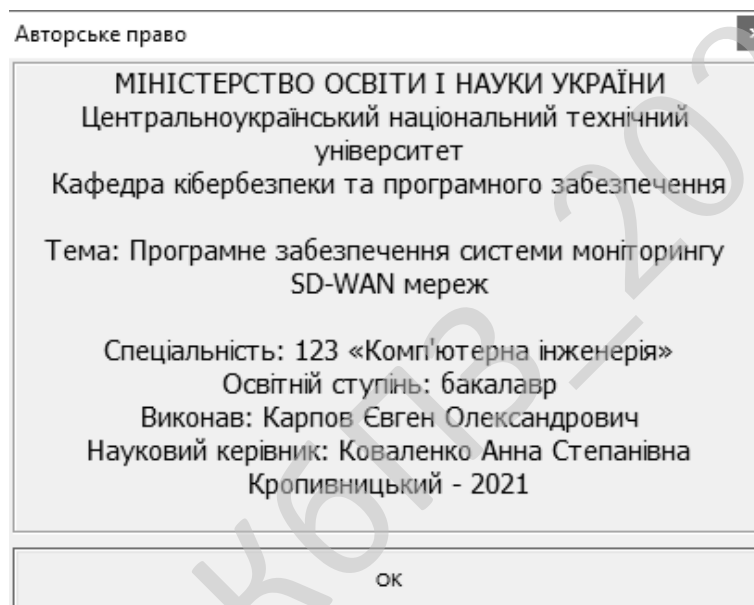 Авторське право
МІНІСТЕРСТВО ОСВІТИ І НАУКИ УКРАЇНИ
Центральноукраїнський національний технічний
університет
Кафедра кібербезпеки та програмного забезпечення
Тема: Програмне забезпечення системи моніторингу
SD-WAN мереж
Спеціальність: 123 «Комп'ютерна інженерія»
Освітній ступінь: бакалавр
Виконав: Карпов Євген Олександрович
Науковий керівник: Коваленко Анна Степанівна
Кропивницький - 2021
ОК